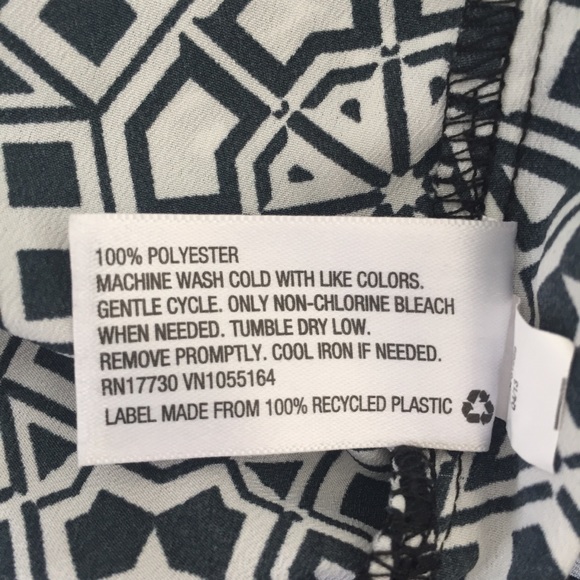 100% POLYESTER
MACHINE WASH COLD WITH LIKE COLORS.
GENTLE CYCLE. ONLY NON-CHLORINE BLEACH
WHEN NEEDED. TUMBLE DRY LOW.
REMOVE PROMPTLY. COOL IRON IF NEEDED.
RN17730 VN1055164
LABEL MADE FROM 100% RECYCLED PLASTIC